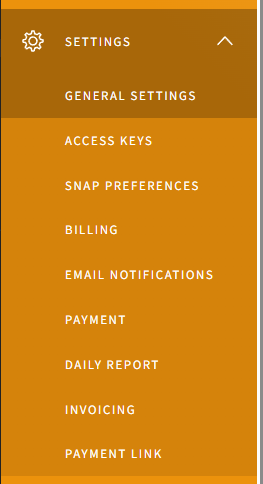 SETTINGS
GENERAL SETTINGS
ACCESS KEYS
SNAP PREFERENCES
BILLING
EMAIL NOTIFICATIONS
PAYMENT
DAILY REPORT
INVOICING
PAYMENT LINK